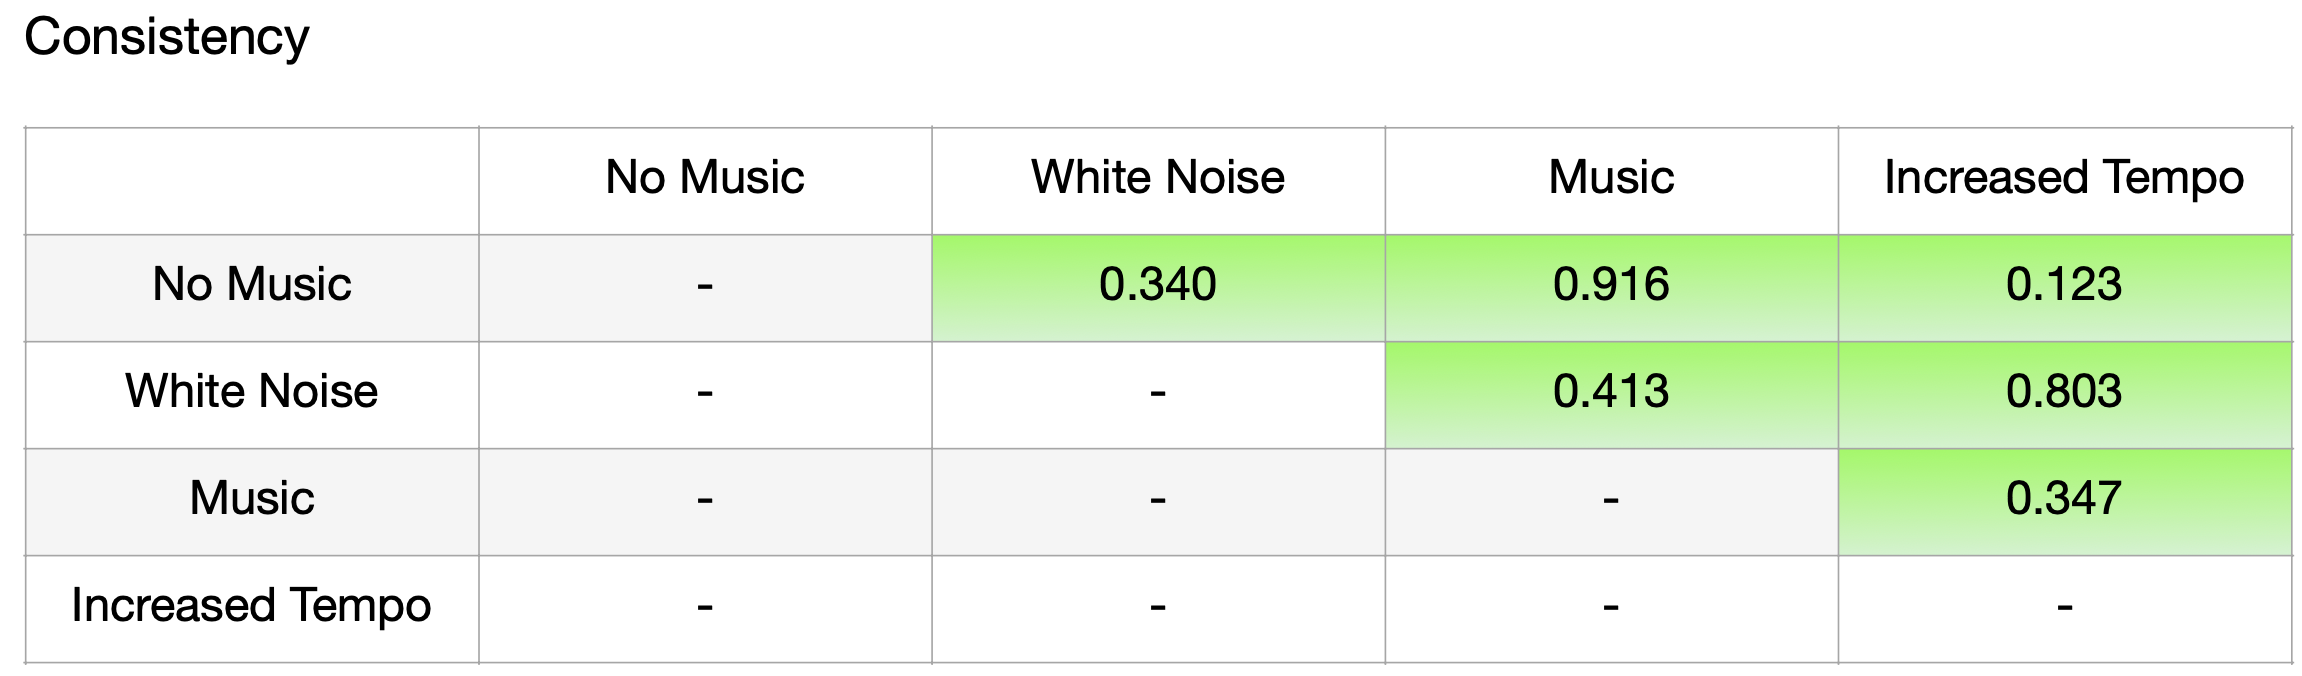 Consistency
No Music White Noise Music Increased Tempo
No Music - 0.340 0.916 0.123
White Noise - - 0.413 0.803
Music - - - 0.347
Increased Tempo - - - -